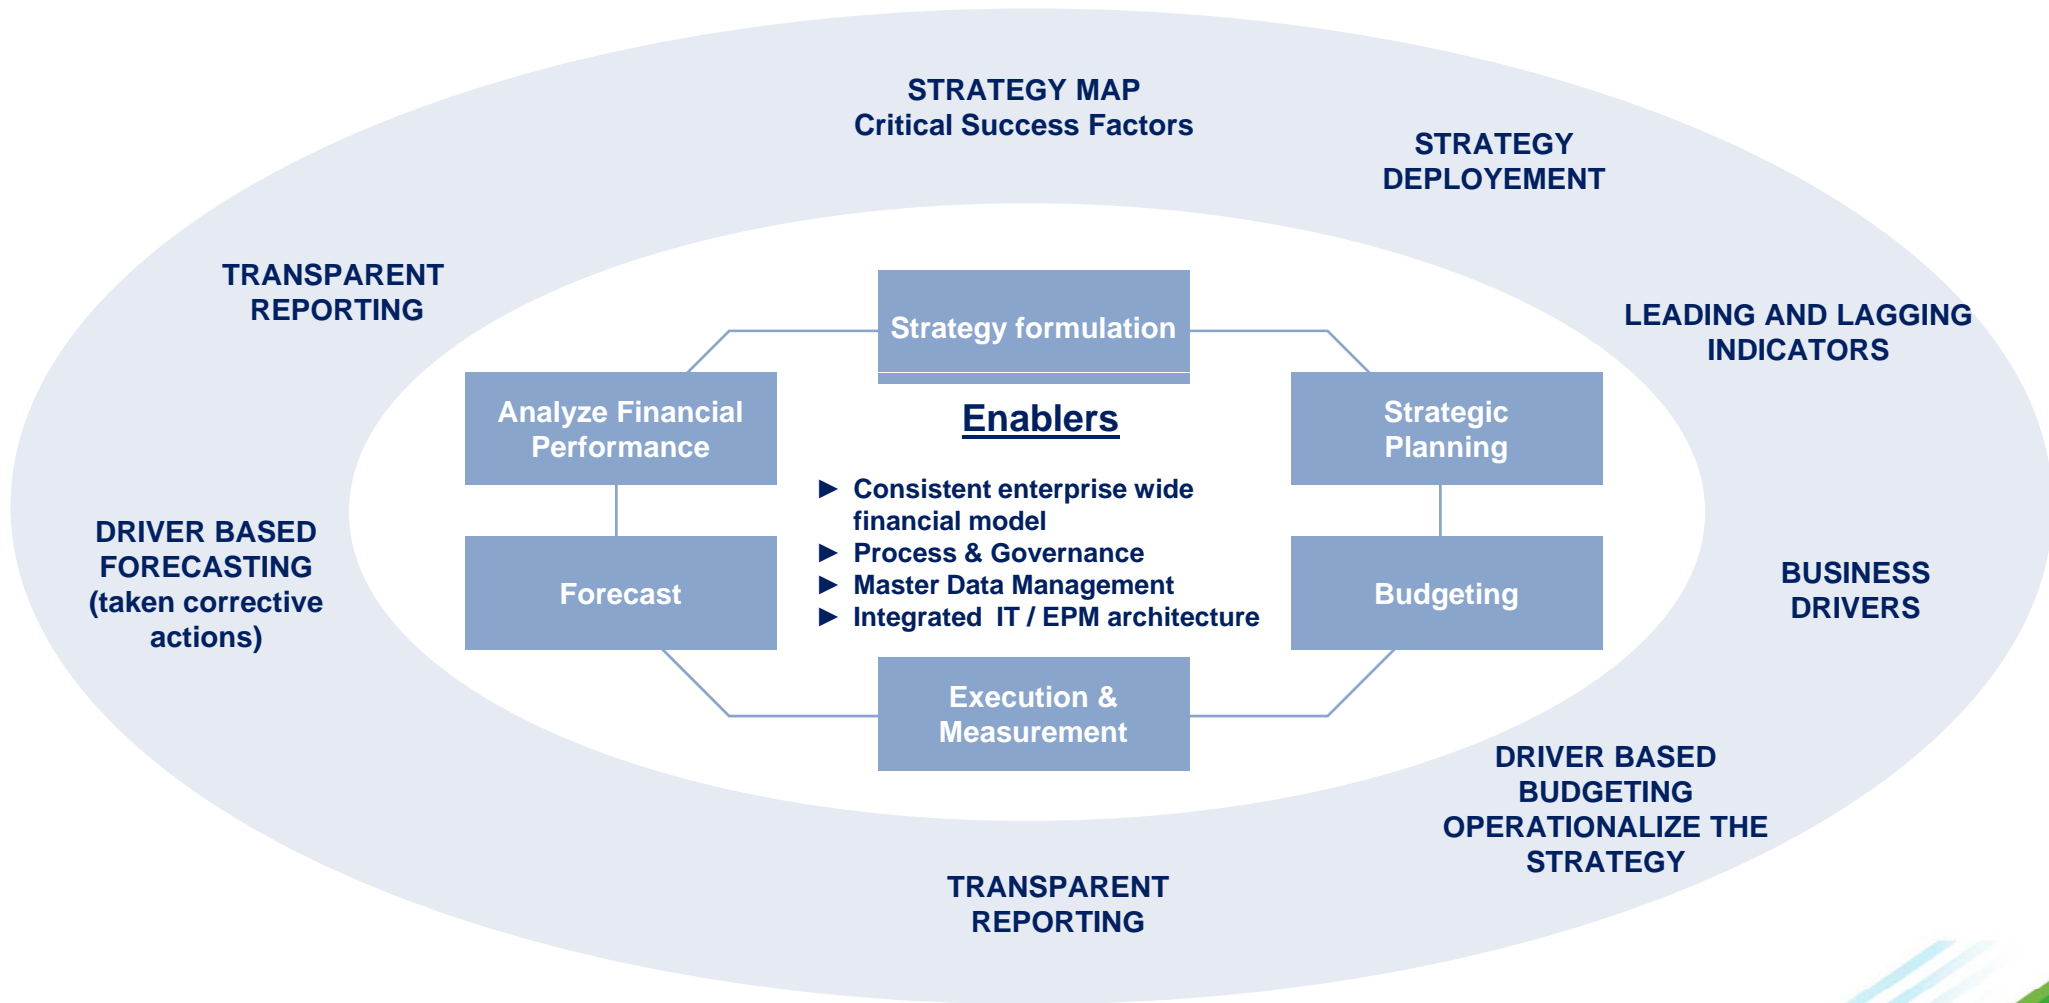 STRATEGY MAP
Critical Success Factors
STRATEGY
DEPLOYEMENT
TRANSPARENT
REPORTING
LEADING AND LAGGING
INDICATORS
Strategy formulation
Analyze Financial
Performance
Enablers
Strategic
Planning
► Consistent enterprise wide
financial model
► Process & Governance
► Master Data Management
► Integrated IT / EPM architecture
DRIVER BASED
FORECASTING
(taken corrective
actions)
Forecast
Budgeting
BUSINESS
DRIVERS
Execution &
Measurement
DRIVER BASED
BUDGETING
OPERATIONALIZE THE
STRATEGY
TRANSPARENT
REPORTING